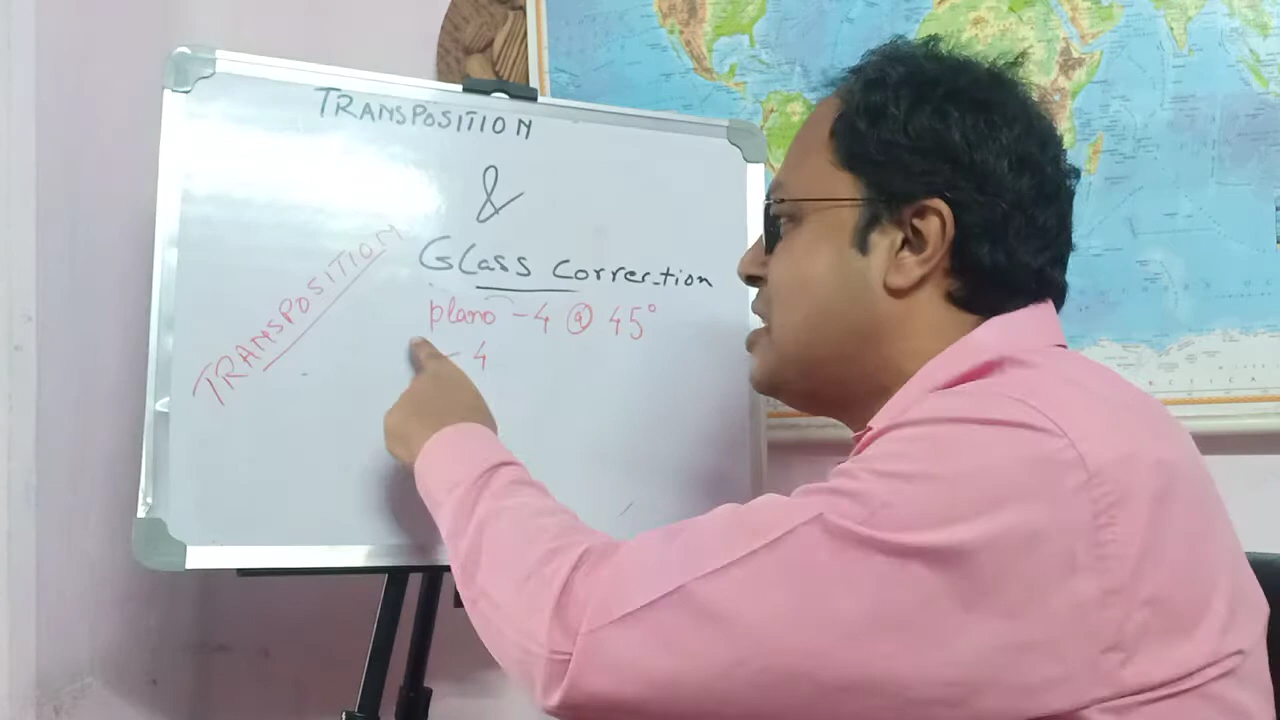 TRANSPOSITION
&
Glass Correction
TRANSPOSITION
plano - 4 @ 45°
- 4